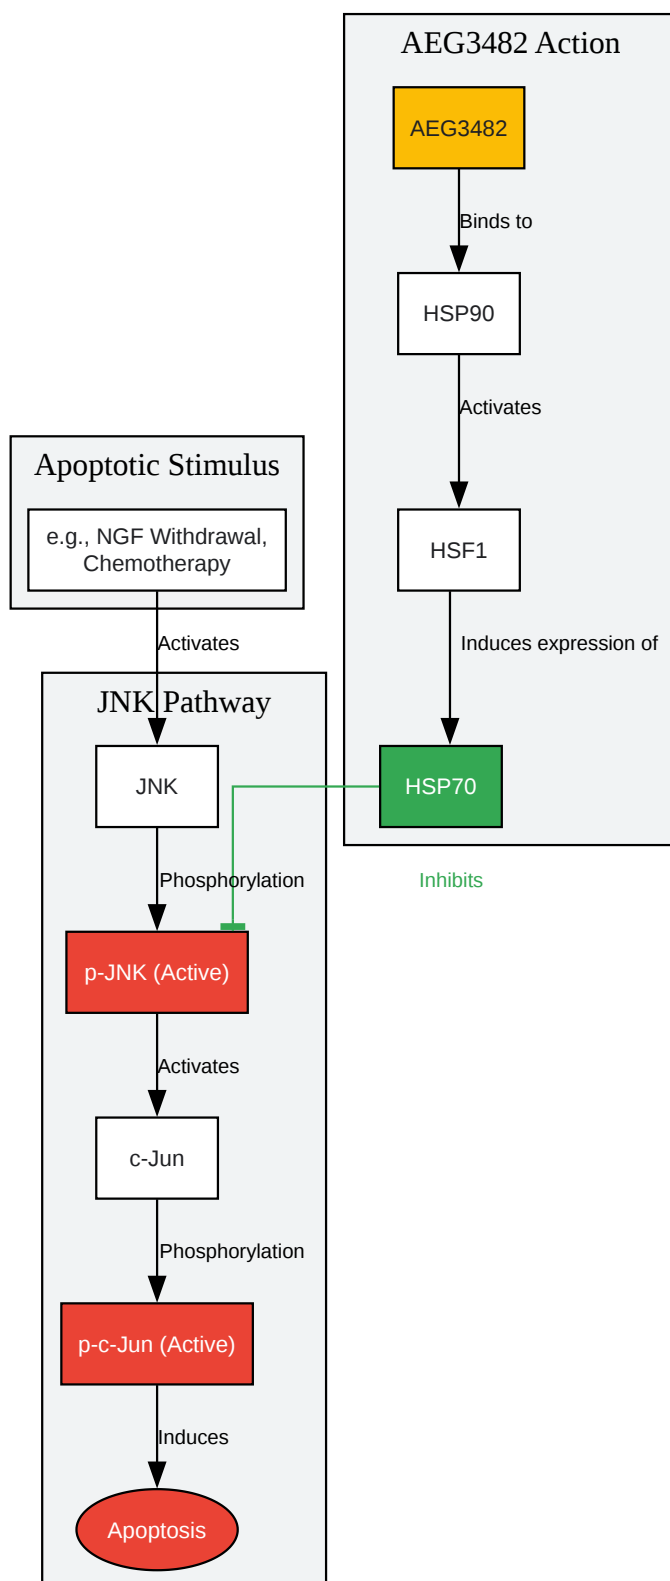 AEG3482 Action
AEG3482
Binds to
HSP90
Activates
Apoptotic Stimulus
e.g., NGF Withdrawal,
Chemotherapy
HSF1
Activates
Induces expression of
JNK Pathway
JNK
HSP70
Phosphorylation
Inhibits
p-JNK (Active)
Activates
c-Jun
Phosphorylation
p-c-Jun (Active)
Induces
Apoptosis